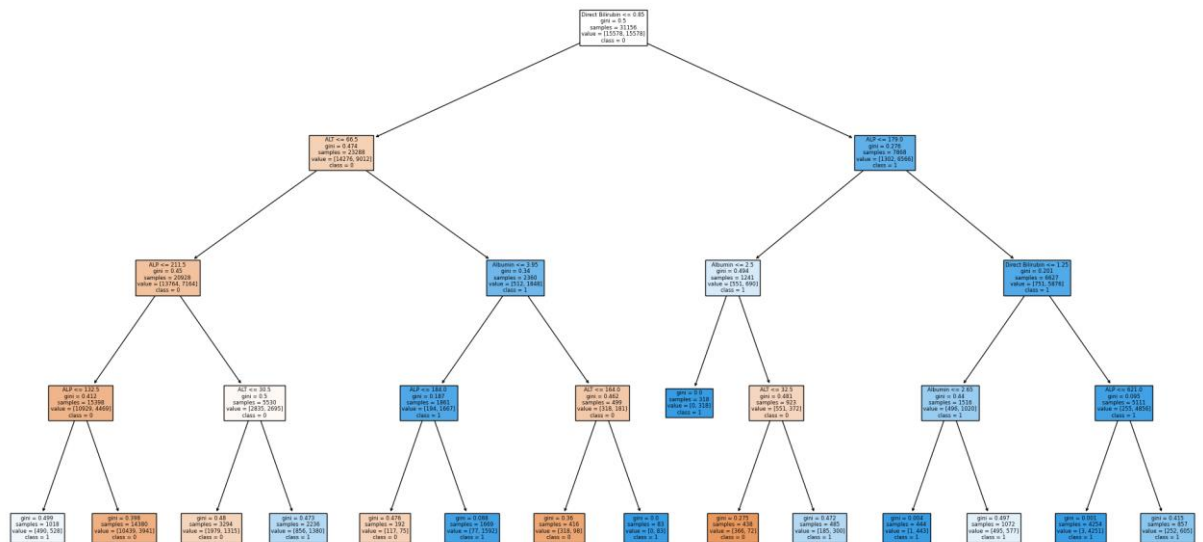 Direct Bilirubin <= 0.85
gini = 0.5
samples = 31156
value = [15578, 15578]
class = 0
ALT <= 66.5
gini = 0.474
samples = 23288
value = [14276, 9012]
class = 0
ALP <= 179.0
gini = 0.276
samples = 7868
value = [1302, 6566]
class = 1
ALP <= 211.5
gini = 0.45
samples = 20928
value = [13764, 7164]
class = 0
Albumin <= 3.95
gini = 0.34
samples = 2360
value = [512, 1848]
class = 1
Albumin <= 2.5
gini = 0.494
samples = 1241
value = [551, 690]
class = 1
Direct Bilirubin <= 1.25
gini = 0.201
samples = 6627
value = [751, 5876]
class = 1
ALP <= 132.5
gini = 0.412
samples = 15398
value = [10929, 4469]
class = 0
ALT <= 30.5
gini = 0.5
samples = 5530
value = [2835, 2695]
class = 0
ALP <= 184.0
gini = 0.187
samples = 1861
value = [194, 1667]
class = 1
ALT <= 164.0
gini = 0.462
samples = 499
value = [318, 181]
class = 0
gini = 0.0
samples = 318
value = [0, 318]
class = 1
ALT <= 32.5
gini = 0.481
samples = 923
value = [551, 372]
class = 0
Albumin <= 2.65
gini = 0.44
samples = 1516
value = [496, 1020]
class = 1
ALP <= 821.0
gini = 0.095
samples = 5111
value = [255, 4856]
class = 1
gini = 0.499
samples = 1018
value = [490, 528]
class = 1
gini = 0.398
samples = 14380
value = [10439, 3941]
class = 0
gini = 0.48
samples = 3294
value = [1979, 1315]
class = 0
gini = 0.473
samples = 2236
value = [856, 1380]
class = 1
gini = 0.476
samples = 192
value = [117, 75]
class = 0
gini = 0.088
samples = 1669
value = [77, 1592]
class = 1
gini = 0.36
samples = 416
value = [318, 98]
class = 0
gini = 0.0
samples = 83
value = [0, 83]
class = 1
gini = 0.275
samples = 438
value = [366, 72]
class = 0
gini = 0.472
samples = 485
value = [185, 300]
class = 1
gini = 0.004
samples = 444
value = [1, 443]
class = 1
gini = 0.497
samples = 1072
value = [495, 577]
class = 1
gini = 0.001
samples = 4254
value = [3, 4251]
class = 1
gini = 0.415
samples = 857
value = [252, 605]
class = 1